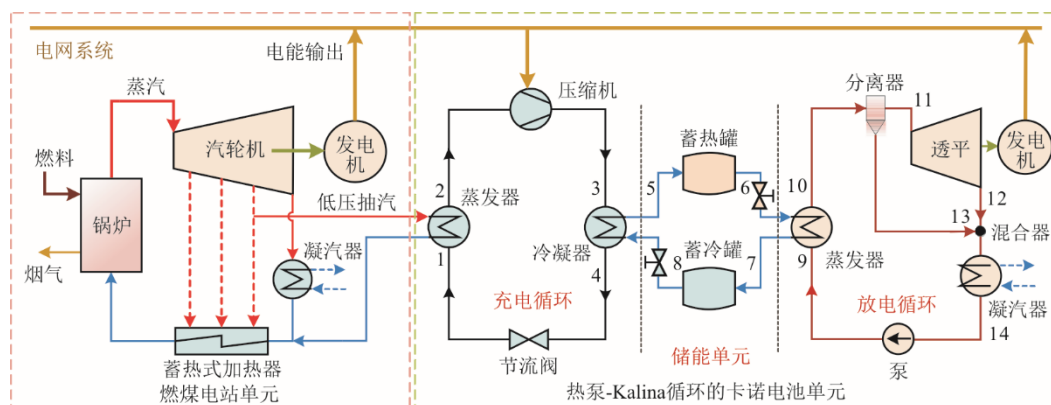 电网系统
电能输出
蒸汽
汽轮机
发电
机
燃料
锅炉
烟气
低压抽汽
凝汽器
蓄热式加热器
燃煤电站单元
压缩机
2
蒸发器
1
3
冷凝器
4
充电循环
节流阀
5
蓄热罐
6
蓄冷罐
8
7
储能单元
10
蒸发器
9
分离器
11
透平
发电
机
12
13
混合器
凝汽器
14
放电循环
泵
热泵-Kalina循环的卡诺电池单元